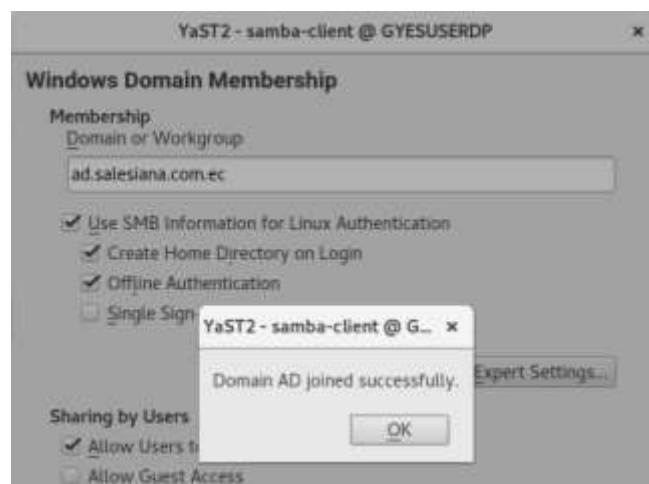 YaST2 - samba-client @ GYESUSERDP ×
Windows Domain Membership
Membership
Domain or Workgroup
ad.salesiana.com.ec
Use SMB Information for Linux Authentication
Create Home Directory on Login
Offline Authentication
Single Sign-
YaST2 - samba-client @ G... ×
Domain AD joined successfully.
Expert Settings...
OK
Sharing by Users
Allow Users t
Allow Guest Access